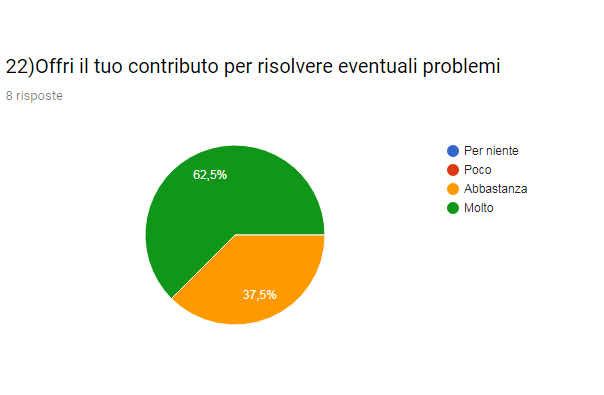 22)Offri il tuo contributo per risolvere eventuali problemi
8 risposte
62,5%
37,5%
Per niente
Poco
Abbastanza
Molto